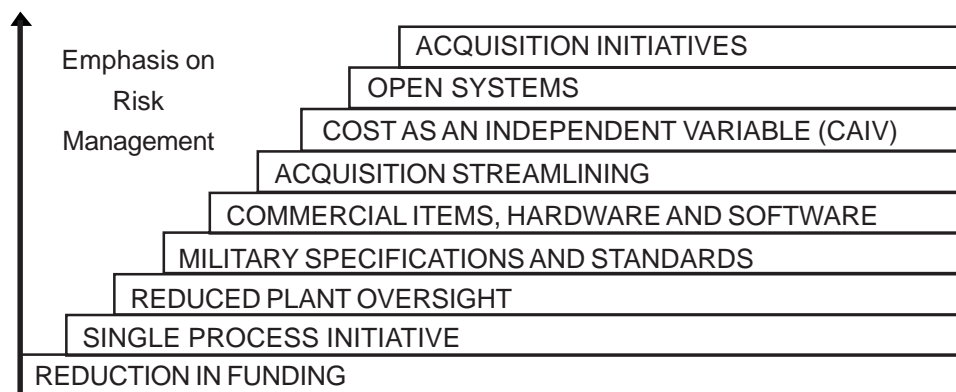 Emphasis on
Risk
Management
ACQUISITION INITIATIVES
OPEN SYSTEMS
COST AS AN INDEPENDENT VARIABLE (CAIV)
ACQUISITION STREAMLINING
COMMERCIAL ITEMS, HARDWARE AND SOFTWARE
MILITARY SPECIFICATIONS AND STANDARDS
REDUCED PLANT OVERSIGHT
SINGLE PROCESS INITIATIVE
REDUCTION IN FUNDING